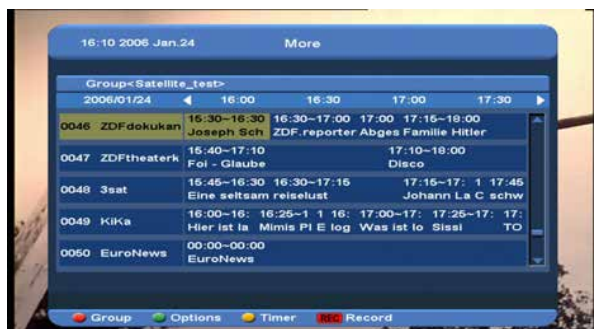 16:10 2006 Jan.24 More
Group<Satellite_test>
2006/01/24 16:00 16:30 17:00 17:30
0046 ZDFdokukan 15:30~16:30 16:30~17:00 17:00 17:15~18:00
Joseph Sch ZDF.reporter Abges Familie Hitler
0047 ZDFtheaterk 15:40~17:10 17:10~18:00
Foi - Glaube Disco
0048 3sat 15:45~16:30 16:30~17:15 17:15~17: 1 17:45
Eine seltsam reiselust Johann La C schw
0049 KiKa 16:00~16: 16:25~1 1 16: 17:00~17: 17:25~17: 17:
Hier ist la Mimis Pl E log Was ist lo Sissi TO
0050 EuroNews 00:00~00:00
EuroNews
Group Options Timer REC Record